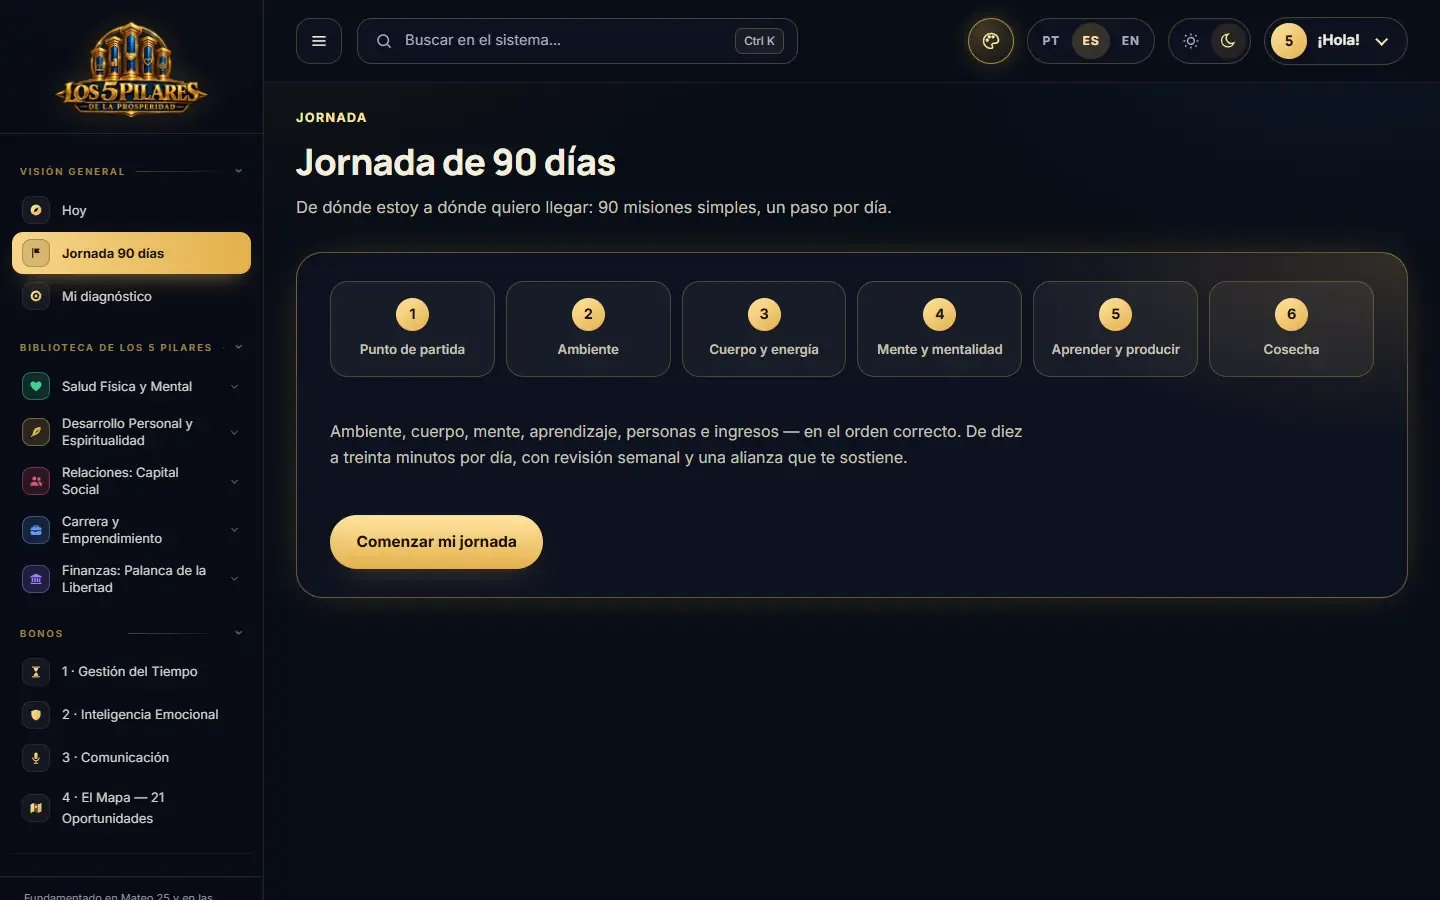 LOS 5 PILARES
DE LA PROSPERIDAD
VISIÓN GENERAL
Hoy
Jornada 90 días
Mi diagnóstico
BIBLIOTECA DE LOS 5 PILARES
Salud Física y Mental
Desarrollo Personal y
Espiritualidad
Relaciones: Capital
Social
Carrera y
Emprendimiento
Finanzas: Palanca de la
Libertad
BONOS
1 · Gestión del Tiempo
2 · Inteligencia Emocional
3 · Comunicación
4 · El Mapa — 21
Oportunidades
Fundamentado en Mateo 25 y en las
Buscar en el sistema...
Ctrl K
PT
ES
EN
5
¡Hola!
JORNADA
Jornada de 90 días
De dónde estoy a dónde quiero llegar: 90 misiones simples, un paso por día.
1
Punto de partida
2
Ambiente
3
Cuerpo y energía
4
Mente y mentalidad
5
Aprender y producir
6
Cosecha
Ambiente, cuerpo, mente, aprendizaje, personas e ingresos — en el orden correcto. De diez
a treinta minutos por día, con revisión semanal y una alianza que te sostiene.
Comenzar mi jornada